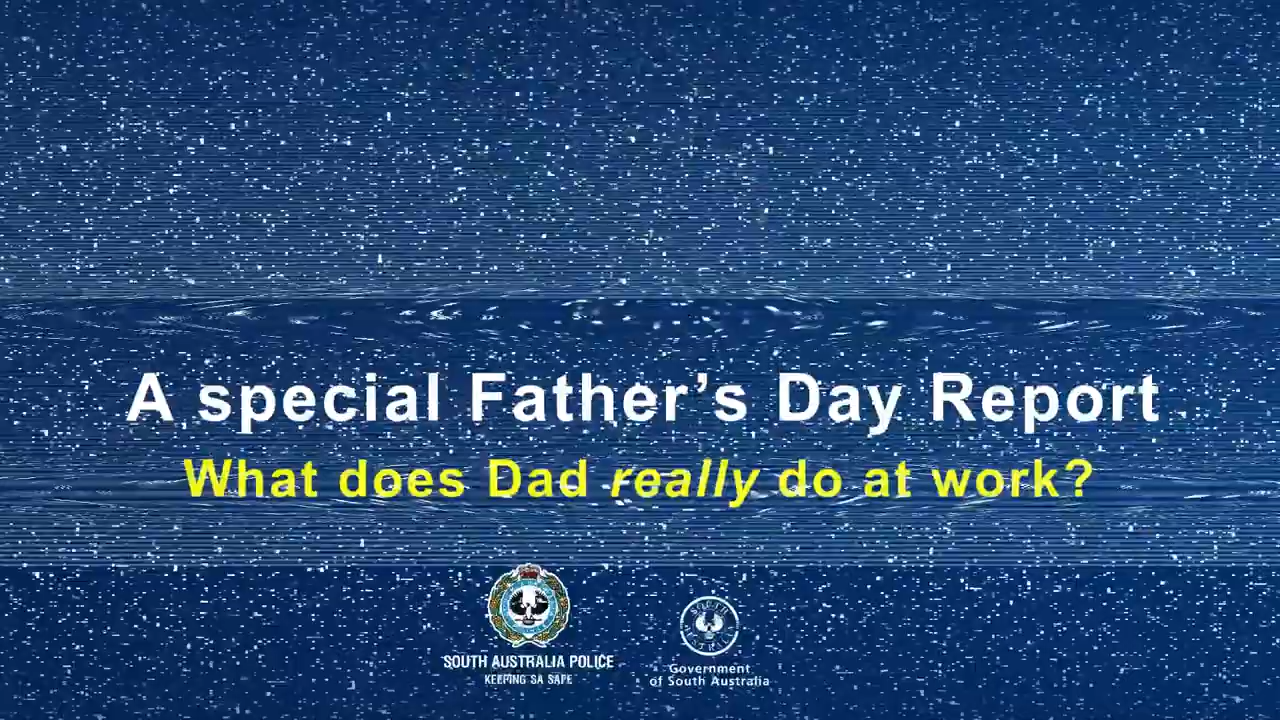 A special Father’s Day Report
What does Dad really do at work?
SOUTH AUSTRALIA POLICE
KEEPING SA SAFE
SOUTH
Government
of South Australia